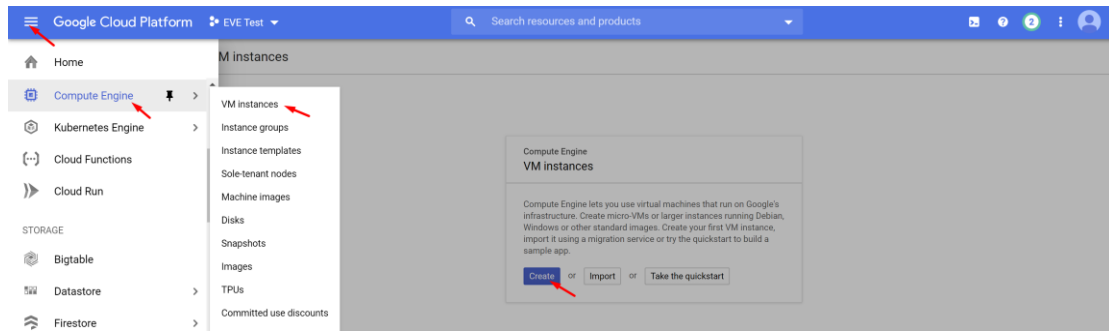 Google Cloud Platform
EVE Test
Search resources and products
2
Home
Compute Engine
Kubernetes Engine
Cloud Functions
Cloud Run
STORAGE
Bigtable
Datastore
Firestore
VM instances
Instance groups
Instance templates
Sole-tenant nodes
Machine images
Disks
Snapshots
Images
TPUs
Committed use discounts
M instances
Compute Engine
VM instances
Compute Engine lets you use virtual machines that run on Google's
infrastructure. Create micro-VMs or larger instances running Debian,
Windows or other standard images. Create your first VM instance,
import it using a migration service or try the quickstart to build a
sample app.
Create or Import or Take the quickstart